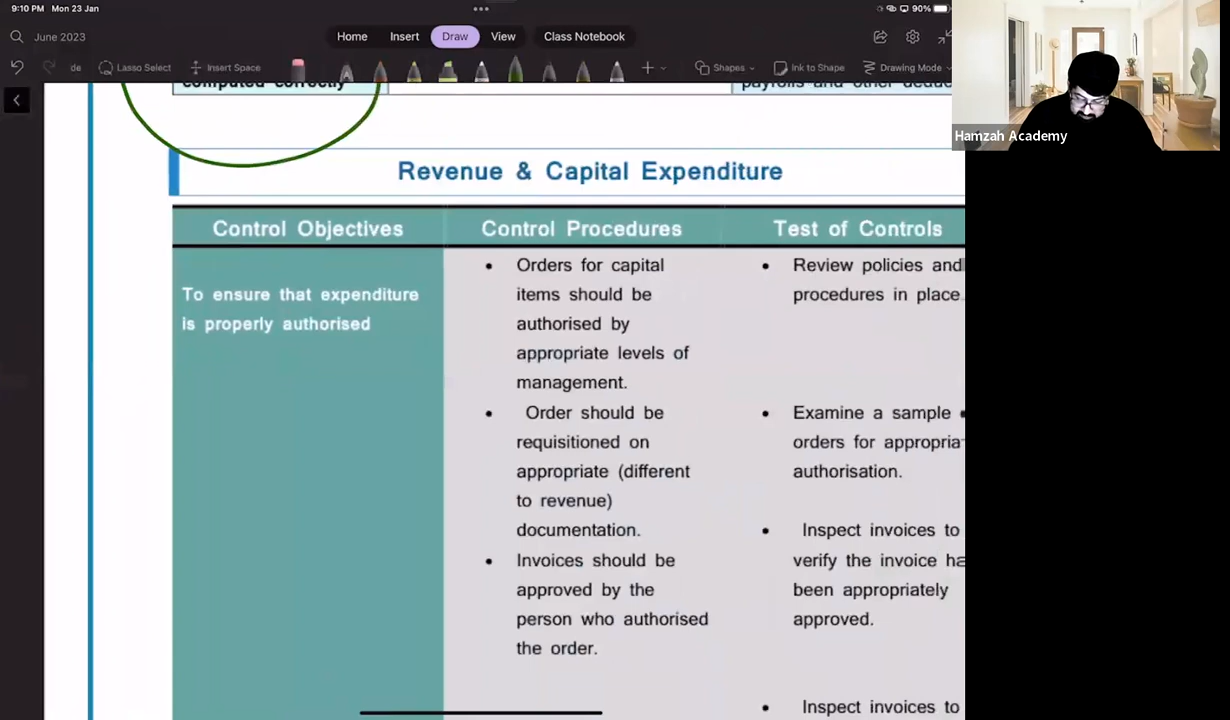 9:10 PM Mon 23 Jan
90%
June 2023
Home Insert Draw View Class Notebook
de Lasso Select Insert Space Shapes Ink to Shape Drawing Mode
Hamzah Academy
computed correctly
payrolls and other deduc
Revenue & Capital Expenditure
Control Objectives
Control Procedures
Test of Controls
To ensure that expenditure
is properly authorised
• Orders for capital
items should be
authorised by
appropriate levels of
management.
• Order should be
requisitioned on
appropriate (different
to revenue)
documentation.
• Invoices should be
approved by the
person who authorised
the order.
• Review policies and
procedures in place.
• Examine a sample
orders for appropria
authorisation.
• Inspect invoices to
verify the invoice ha
been appropriately
approved.
• Inspect invoices to